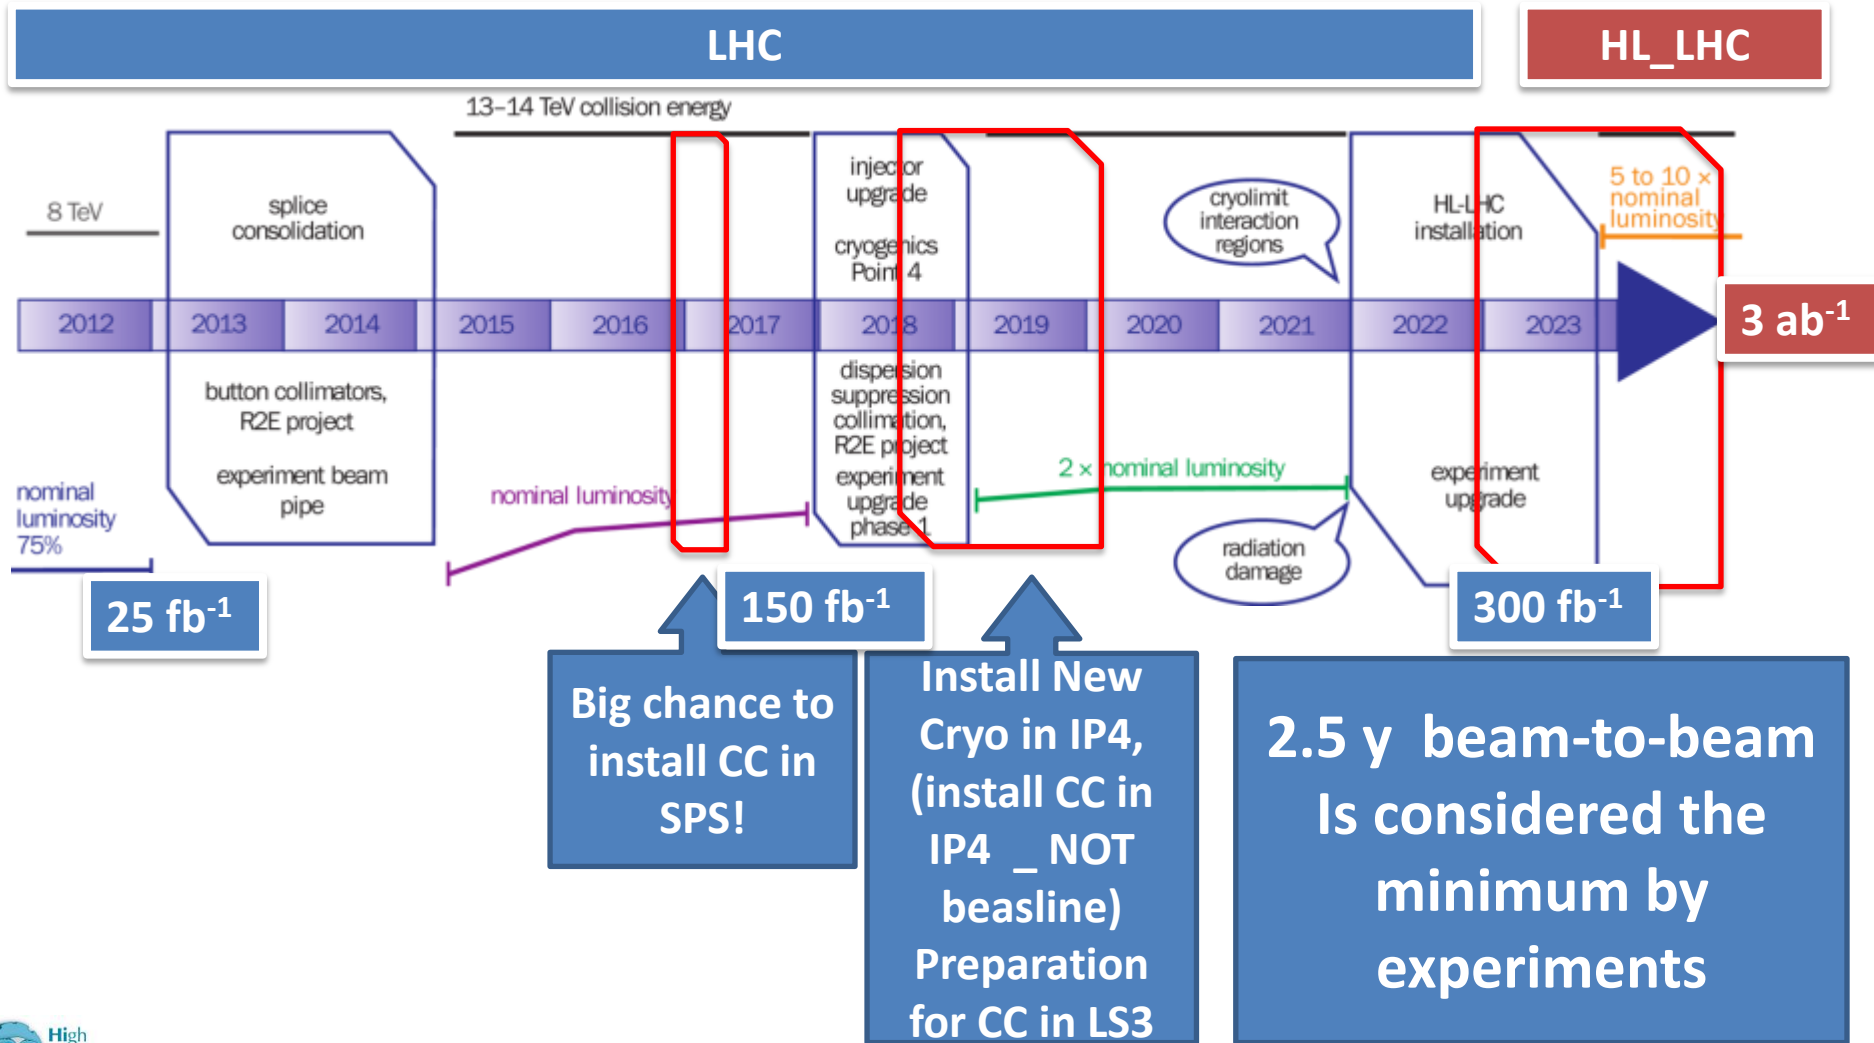 LHC
HL_LHC
13–14 TeV collision energy
8 TeV
splice
consolidation
injector
upgrade
cryogenics
Point 4
cryolimit
interaction
regions
HL-LHC
installation
5 to 10 ×
nominal
luminosity
2012
2013
2014
2015
2016
2017
2018
2019
2020
2021
2022
2023
3 ab-1
button collimators,
R2E project
experiment beam
pipe
nominal
luminosity
75%
nominal luminosity
dispersion
suppression
collimation,
R2E project
experiment
upgrade
phase 1
2 × nominal luminosity
radiation
damage
experiment
upgrade
25 fb-1
150 fb-1
300 fb-1
Big chance to
install CC in
SPS!
Install New
Cryo in IP4,
(install CC in
IP4 _ NOT
beasline)
Preparation
for CC in LS3
2.5 y beam-to-beam
Is considered the
minimum by
experiments
High